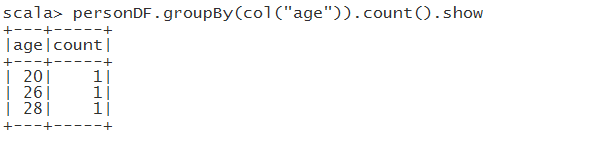 scala> personDF.groupBy(col("age")).count().show
+---+-----+
|age|count|
+---+-----+
| 20|    1|
| 26|    1|
| 28|    1|
+---+-----+